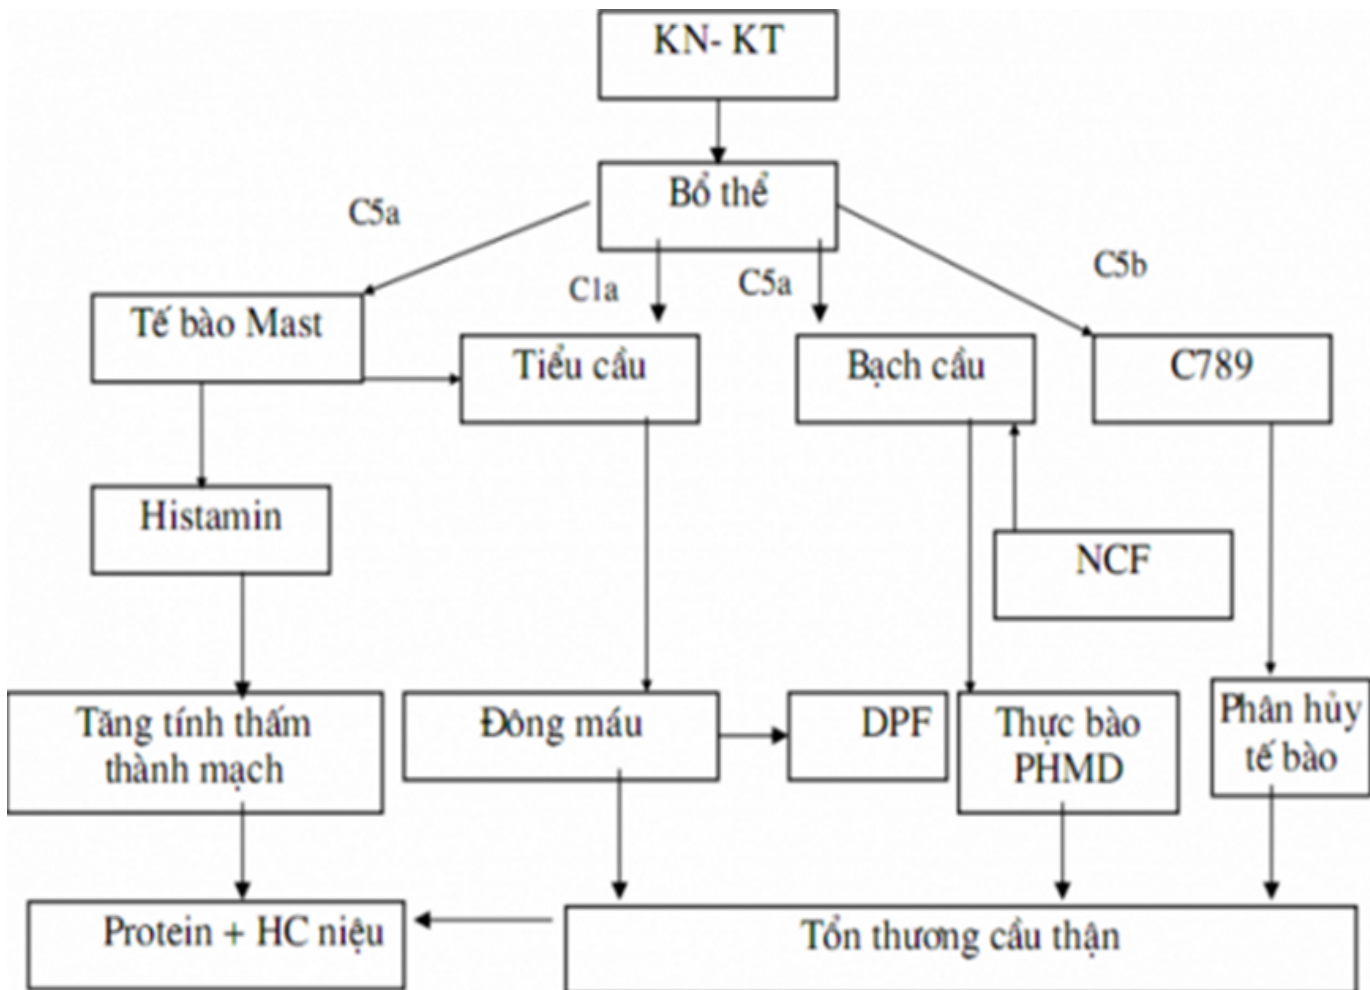 KN- KT
Bổ thể
C5a
C1a
C5a
C5b
Tế bào Mast
Tiểu cầu
Bạch cầu
C789
Histamin
NCF
Tăng tính thấm
thành mạch
Đông máu
DPF
Thực bào
PHMD
Phân hủy
tế bào
Protein + HC niệu
Tổn thương cầu thận